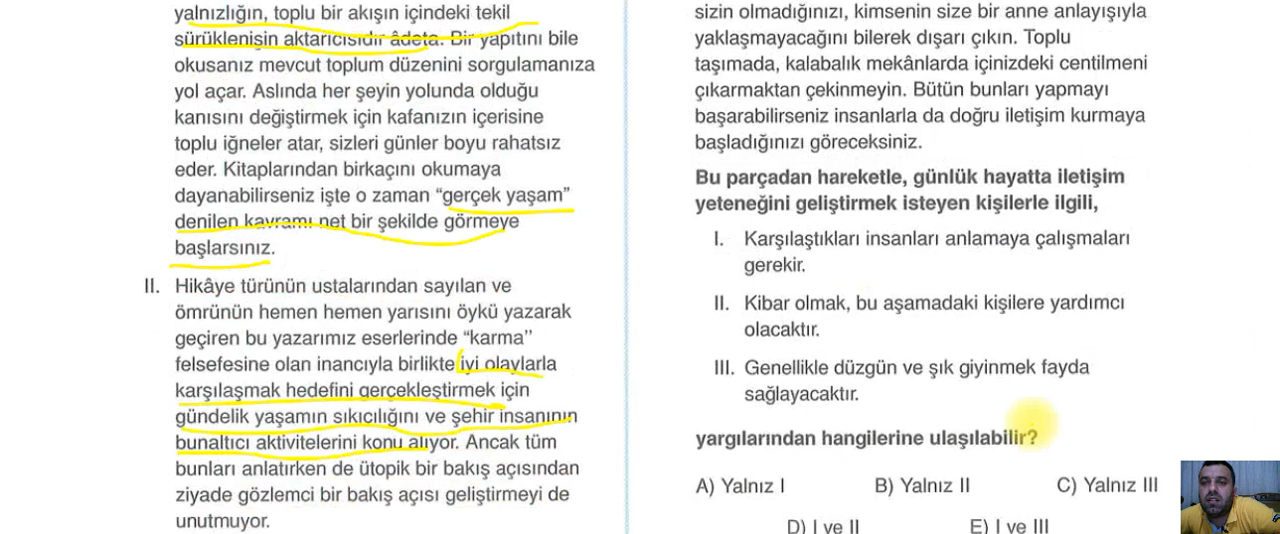 yalnızlığın, toplu bir akışın içindeki tekil
sürüklenişin aktarıcısıdır âdeta. Bir yapıtını bile
okusanız mevcut toplum düzenini sorgulamanıza
yol açar. Aslında her şeyin yolunda olduğu
kanısını değiştirmek için kafanızın içerisine
toplu iğneler atar, sizleri günler boyu rahatsız
eder. Kitaplarından birkaçını okumaya
dayanabilirseniz işte o zaman “gerçek yaşam”
denilen kavramı net bir şekilde görmeye
başlarsınız.
II. Hikâye türünün ustalarından sayılan ve
ömrünün hemen hemen yarısını öykü yazarak
geçiren bu yazarımız eserlerinde “karma’’
felsefesine olan inancıyla birlikte iyi olaylarla
karşılaşmak hedefini gerçekleştirmek için
gündelik yaşamın sıkıcılığını ve şehir insanının
bunaltıcı aktivitelerini konu alıyor. Ancak tüm
bunları anlatırken de ütopik bir bakış açısından
ziyade gözlemci bir bakış açısı geliştirmeyi de
unutmuyor.
sizin olmadığınızı, kimsenin size bir anne anlayışıyla
yaklaşmayacağını bilerek dışarı çıkın. Toplu
taşımada, kalabalık mekânlarda içinizdeki centilmeni
çıkarmaktan çekinmeyin. Bütün bunları yapmayı
başarabilirseniz insanlarla da doğru iletişim kurmaya
başladığınızı göreceksiniz.
Bu parçadan hareketle, günlük hayatta iletişim
yeteneğini geliştirmek isteyen kişilerle ilgili,
I. Karşılaştıkları insanları anlamaya çalışmaları
gerekir.
II. Kibar olmak, bu aşamadaki kişilere yardımcı
olacaktır.
III. Genellikle düzgün ve şık giyinmek fayda
sağlayacaktır.
yargılarından hangilerine ulaşılabilir?
A) Yalnız I B) Yalnız II C) Yalnız III
D) I ve II E) I ve III